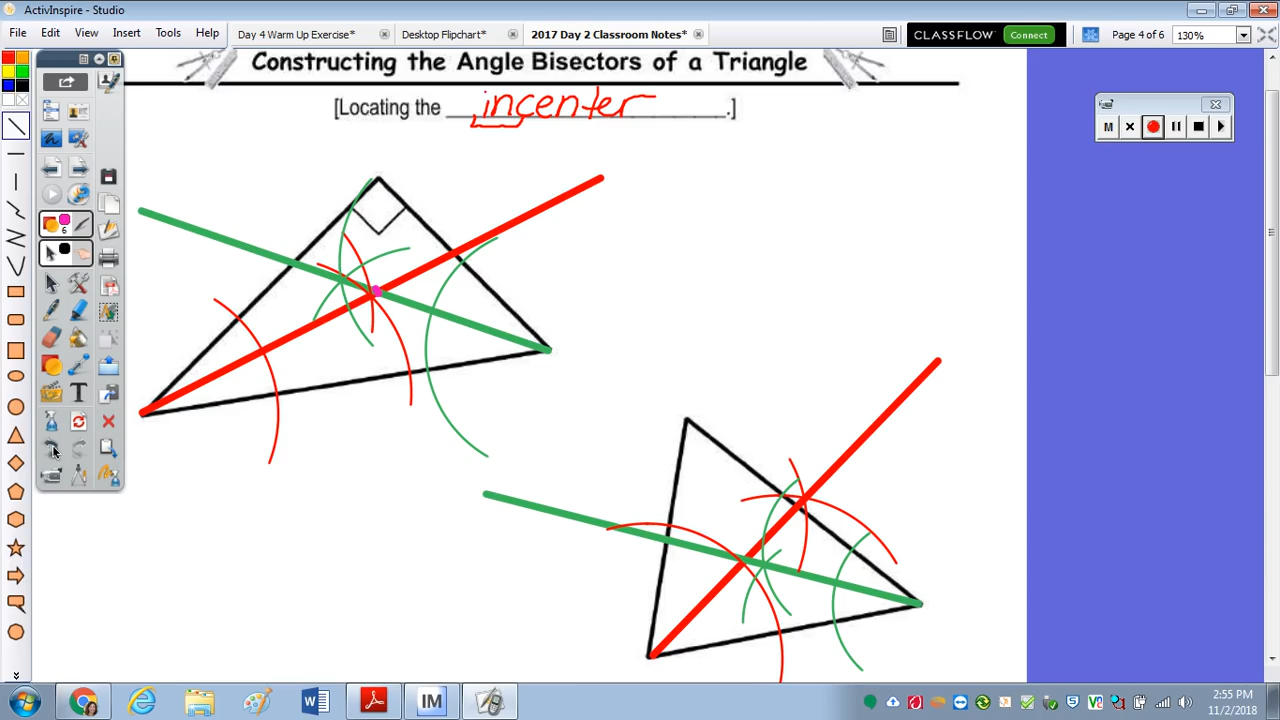 ActivInspire - Studio
File Edit View Insert Tools Help
Day 4 Warm Up Exercise* Desktop Flipchart* 2017 Day 2 Classroom Notes*
CLASSFLOW Connect
Page 4 of 6 130%
Constructing the Angle Bisectors of a Triangle
[Locating the incenter .]
M
6
T
W
IM
2:55 PM
11/2/2018